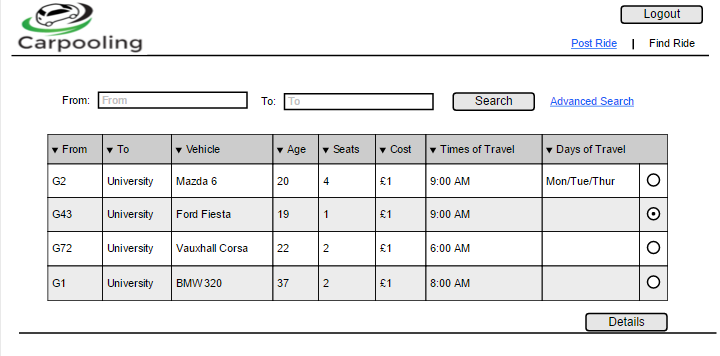 Carpooling
Logout
Post Ride | Find Ride
From: From To: To Search Advanced Search
▼ From ▼ To ▼ Vehicle ▼ Age ▼ Seats ▼ Cost ▼ Times of Travel ▼ Days of Travel
G2 University Mazda 6 20 4 £1 9:00 AM Mon/Tue/Thur
G43 University Ford Fiesta 19 1 £1 9:00 AM
G72 University Vauxhall Corsa 22 2 £1 6:00 AM
G1 University BMW 320 37 2 £1 8:00 AM
Details